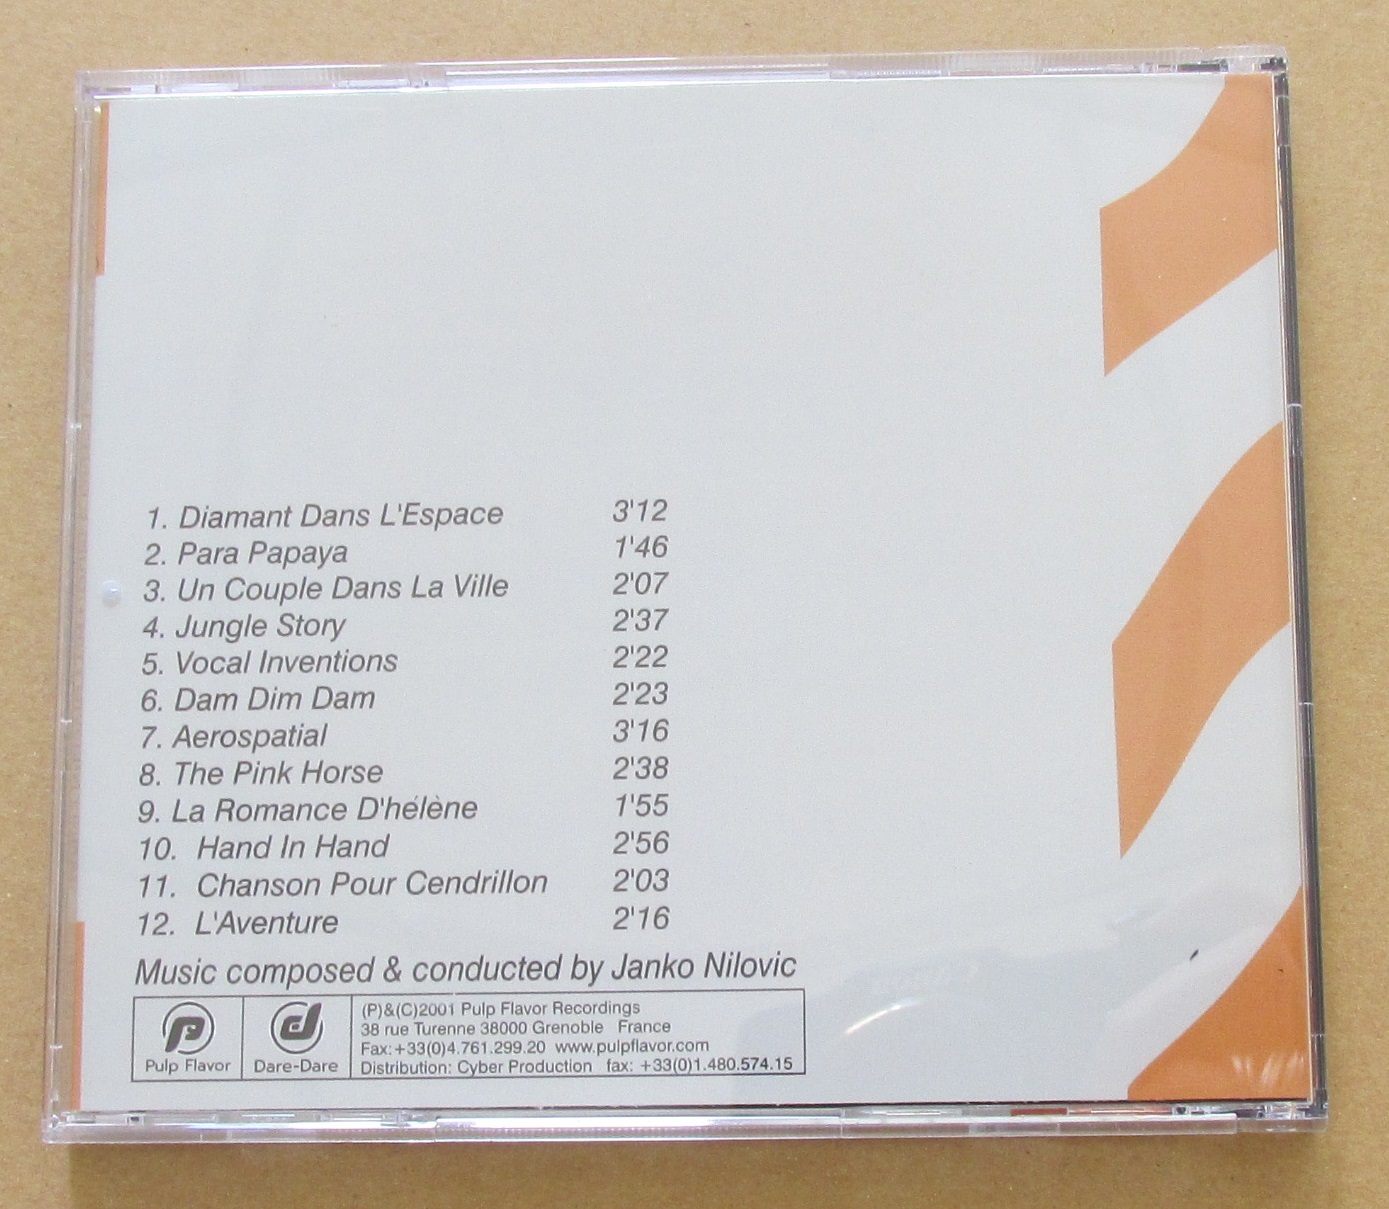 1. Diamant Dans L'Espace 3'12
2. Para Papaya 1'46
3. Un Couple Dans La Ville 2'07
4. Jungle Story 2'37
5. Vocal Inventions 2'22
6. Dam Dim Dam 2'23
7. Aerospatial 3'16
8. The Pink Horse 2'38
9. La Romance D'hélène 1'55
10. Hand In Hand 2'56
11. Chanson Pour Cendrillon 2'03
12. L'Aventure 2'16
Music composed & conducted by Janko Nilovic
Pulp Flavor
Dare-Dare
(P)&(C)2001 Pulp Flavor Recordings
38 rue Turenne 38000 Grenoble France
Fax:+33(0)4.761.299.20 www.pulpflavor.com
Distribution: Cyber Production fax: +33(0)1.480.574.15